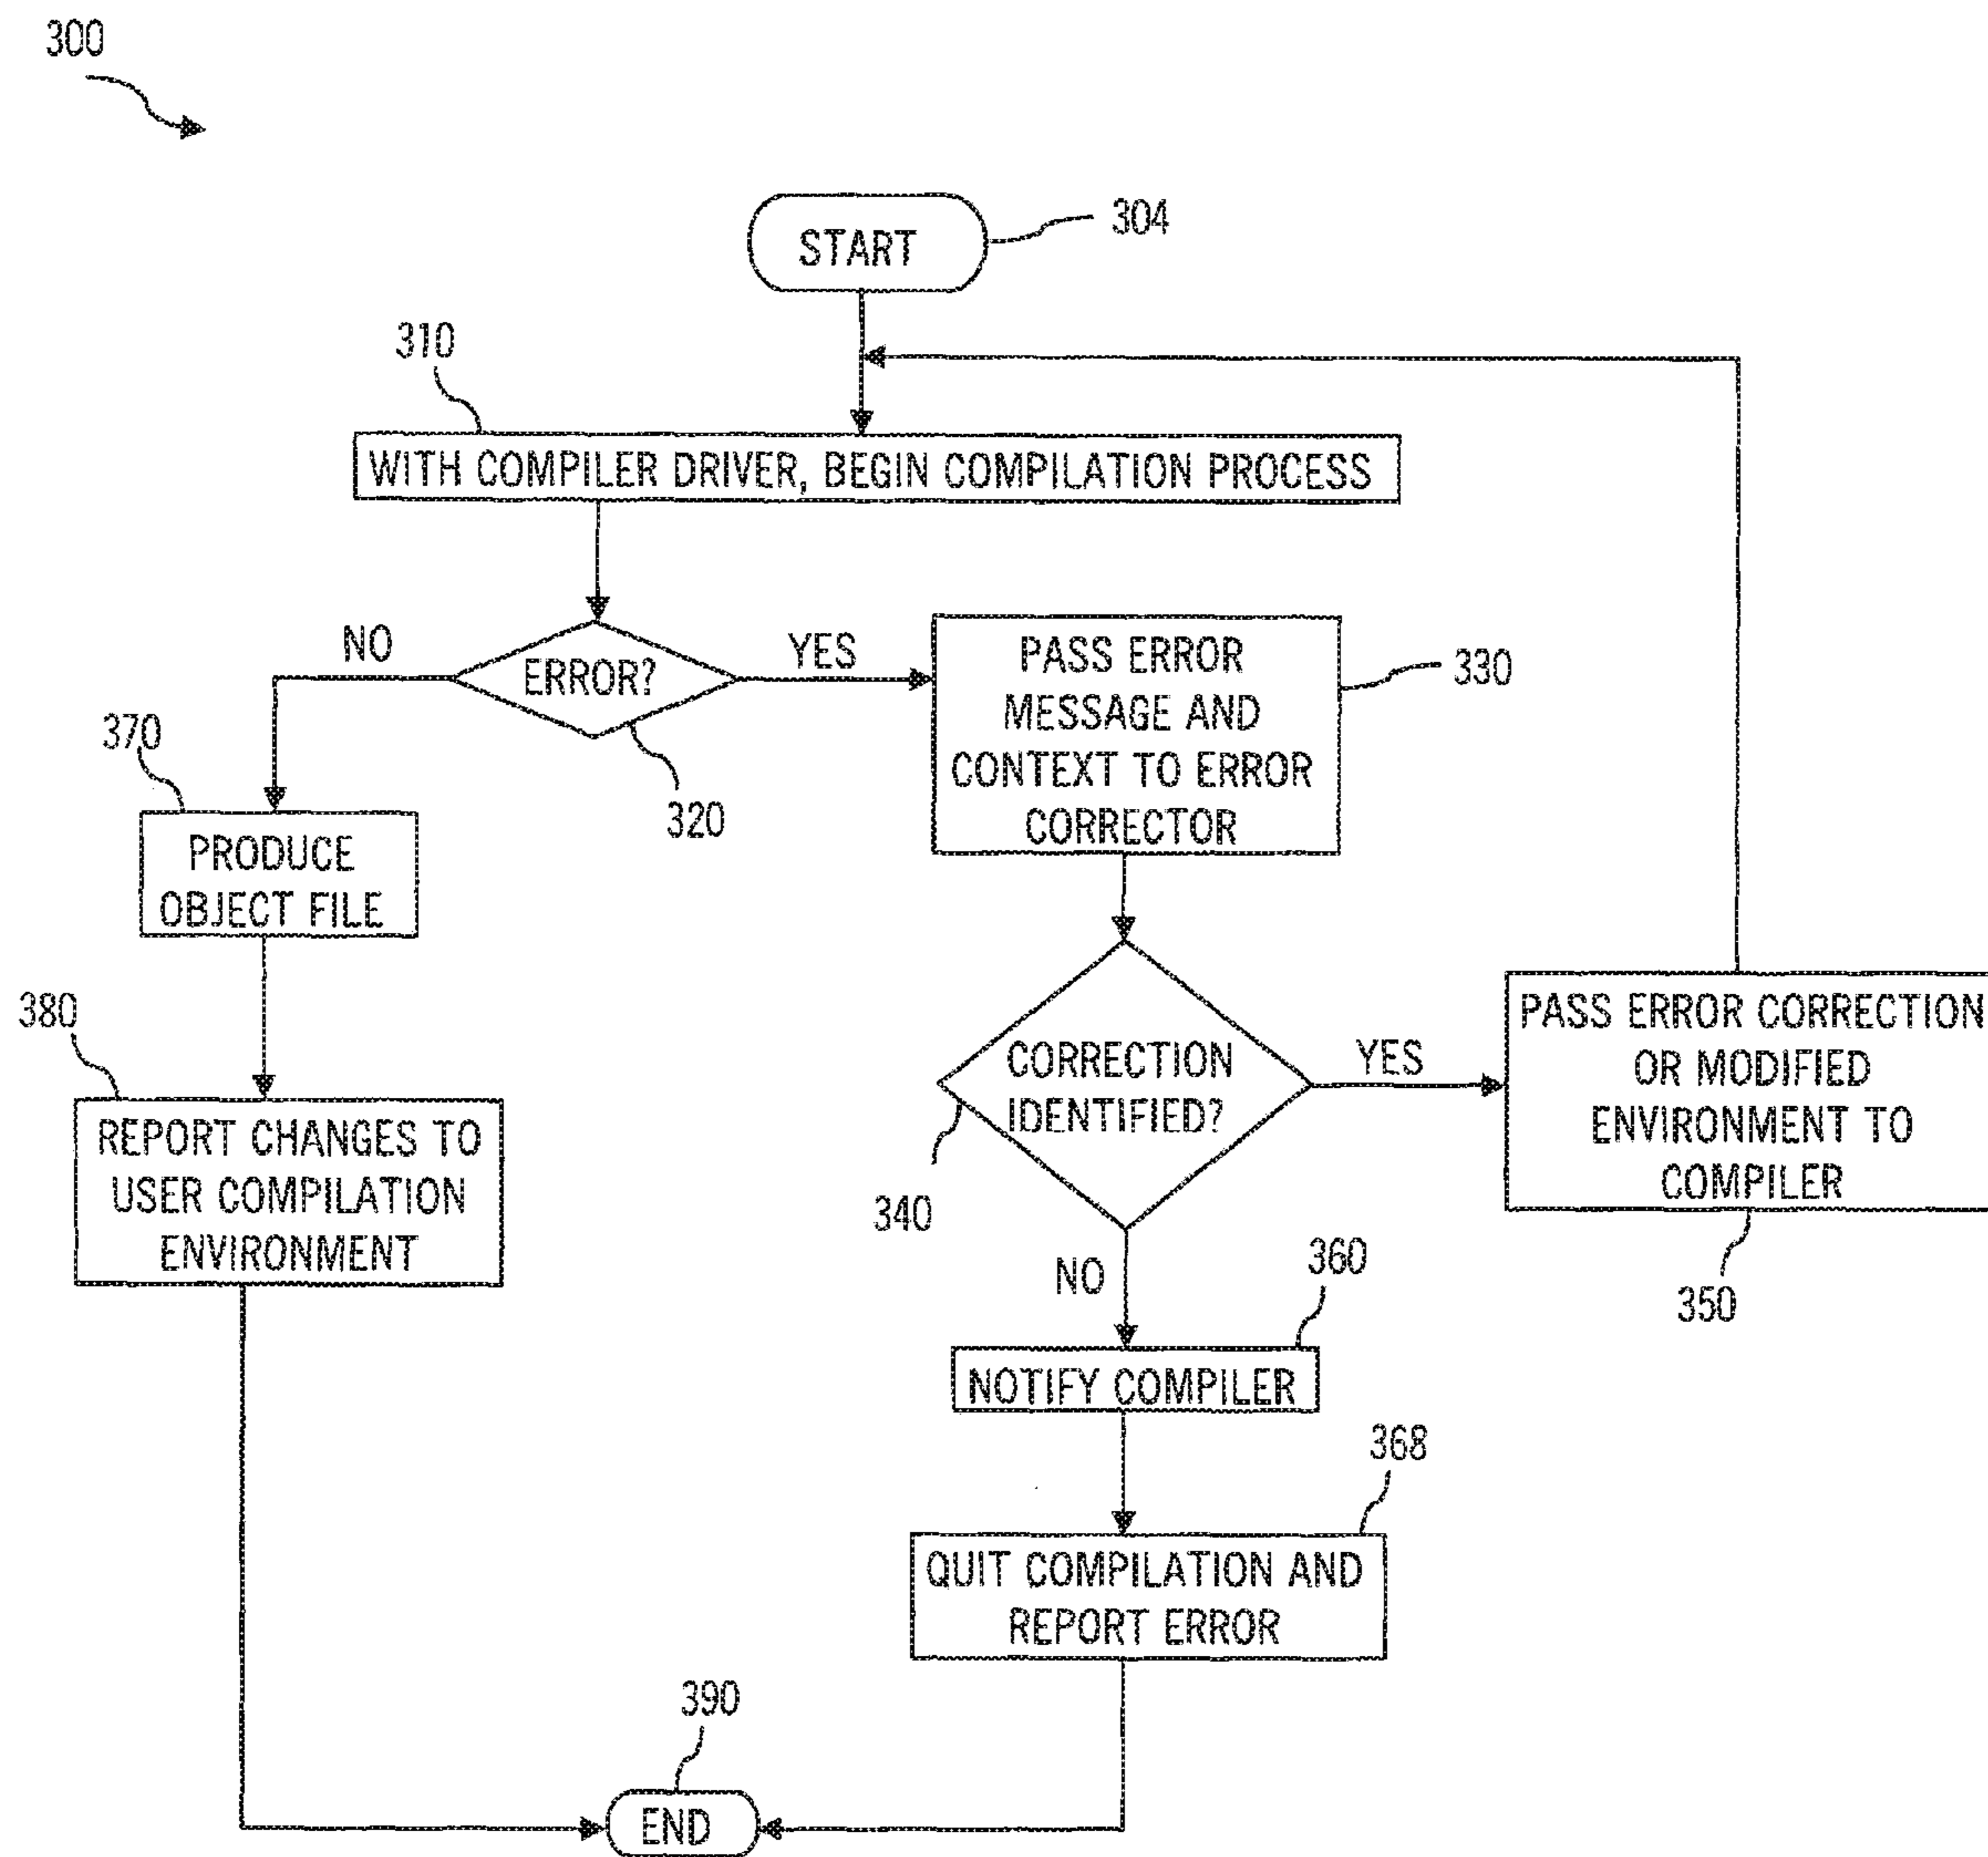 300
START
304
310
WITH COMPILER DRIVER, BEGIN COMPILATION PROCESS
NO
ERROR?
YES
320
PASS ERROR
MESSAGE AND
CONTEXT TO ERROR
CORRECTOR
330
370
PRODUCE
OBJECT FILE
380
REPORT CHANGES TO
USER COMPILATION
ENVIRONMENT
CORRECTION
IDENTIFIED?
340
YES
PASS ERROR CORRECTION
OR MODIFIED
ENVIRONMENT TO
COMPILER
350
NO
360
NOTIFY COMPILER
368
QUIT COMPILATION AND
REPORT ERROR
390
END